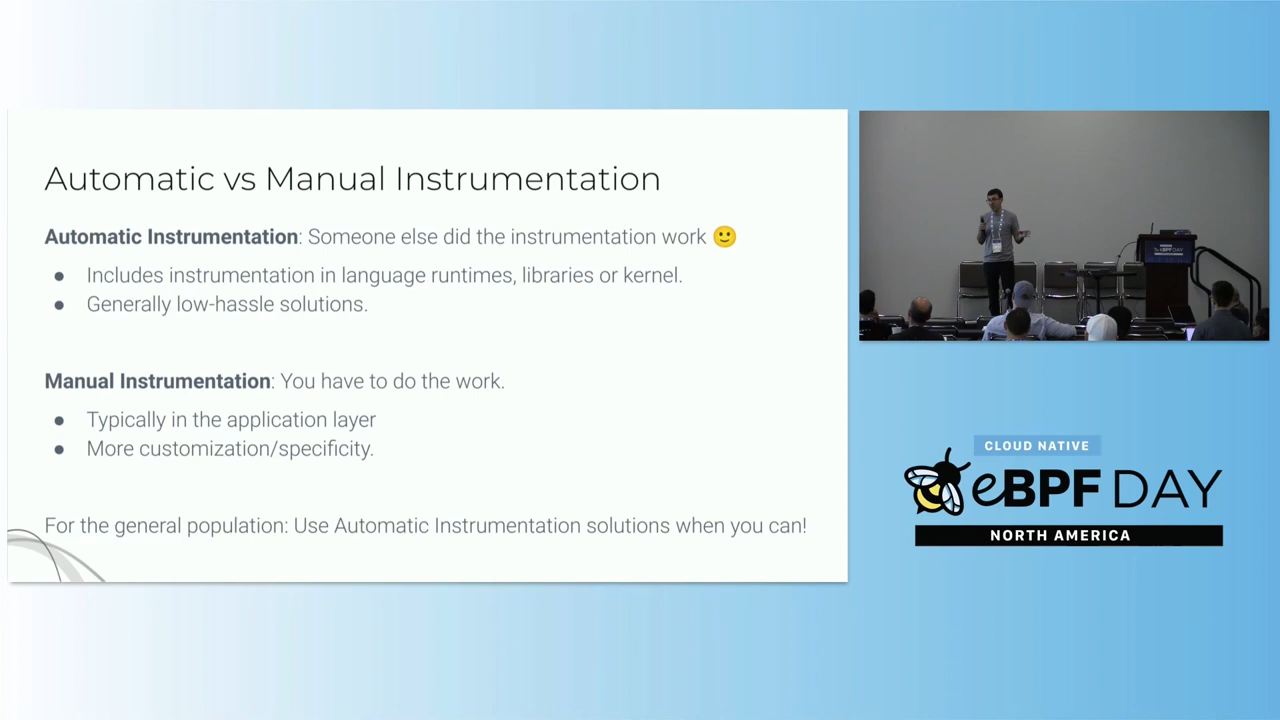 Automatic vs Manual Instrumentation
Automatic Instrumentation: Someone else did the instrumentation work 🙂
● Includes instrumentation in language runtimes, libraries or kernel.
● Generally low-hassle solutions.
Manual Instrumentation: You have to do the work.
● Typically in the application layer
● More customization/specificity.
For the general population: Use Automatic Instrumentation solutions when you can!
eBPF DAY
CLOUD NATIVE
eBPF DAY
NORTH AMERICA